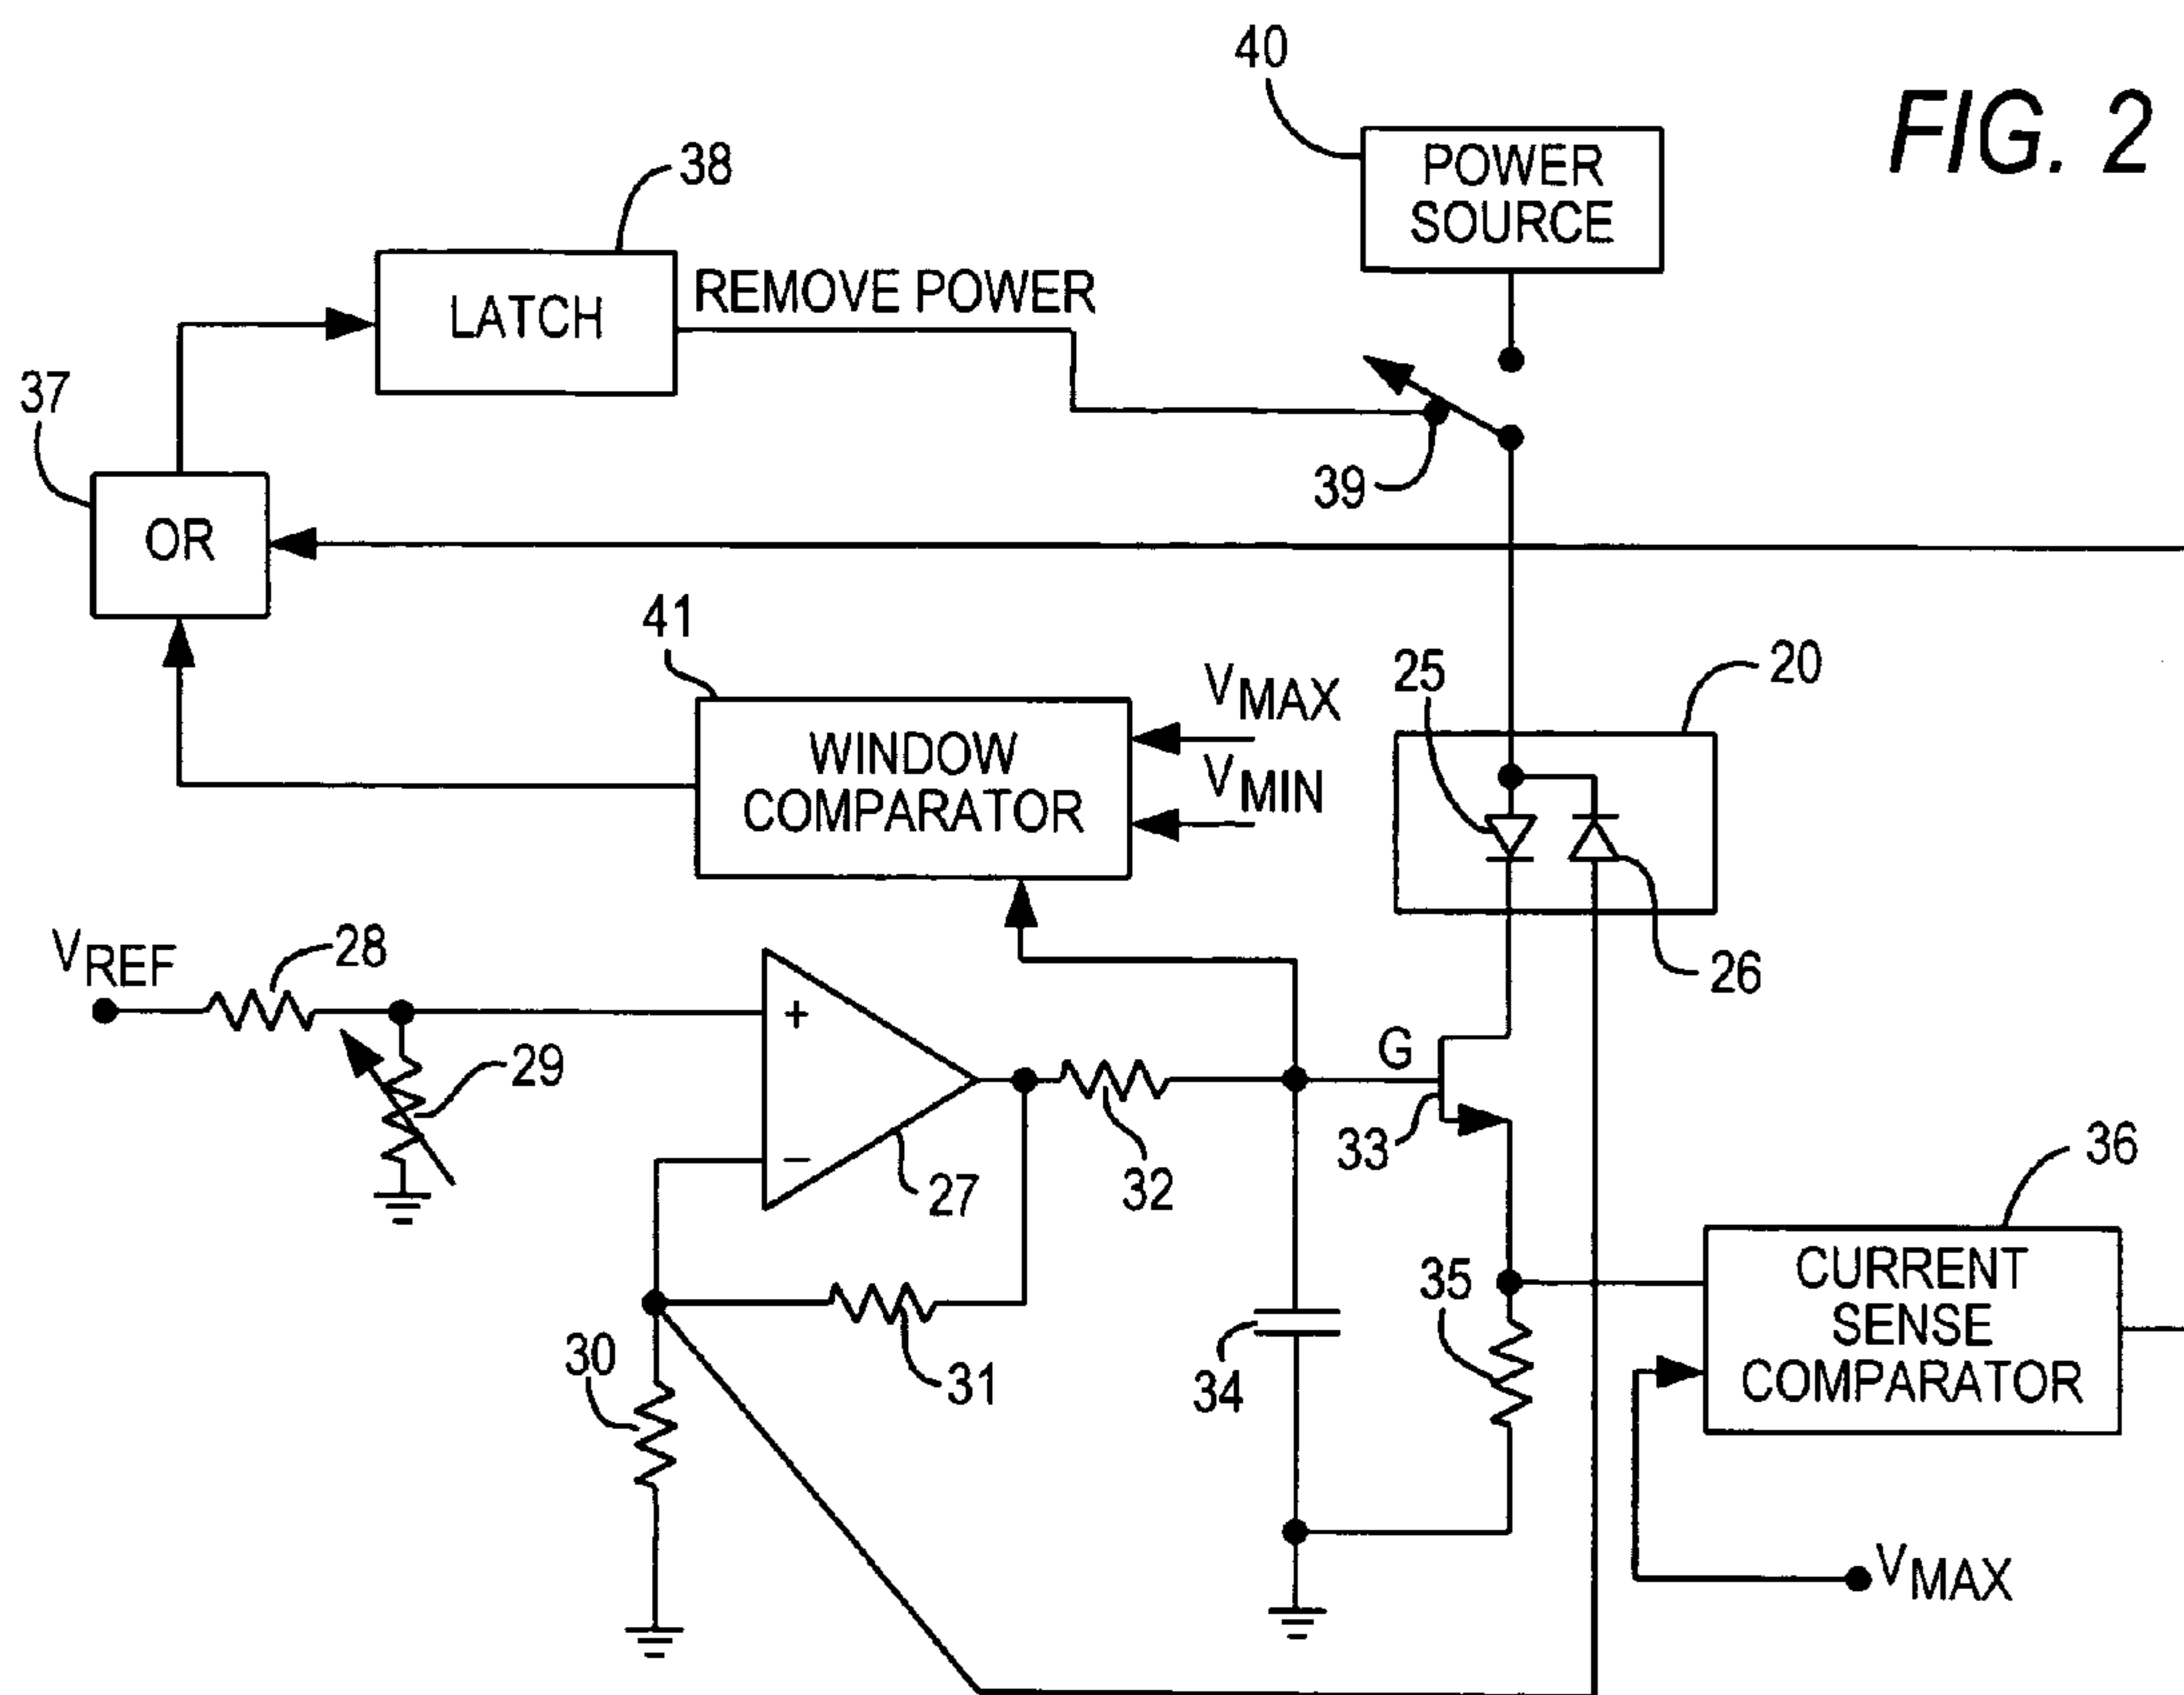 FIG. 2
40
POWER
SOURCE
38
LATCH
REMOVE POWER
37
OR
39
41
WINDOW
COMPARATOR
VMAX
VMIN
25
20
26
VREF
28
29
+
−
27
32
G
33
36
CURRENT
SENSE
COMPARATOR
35
30
31
34
VMAX